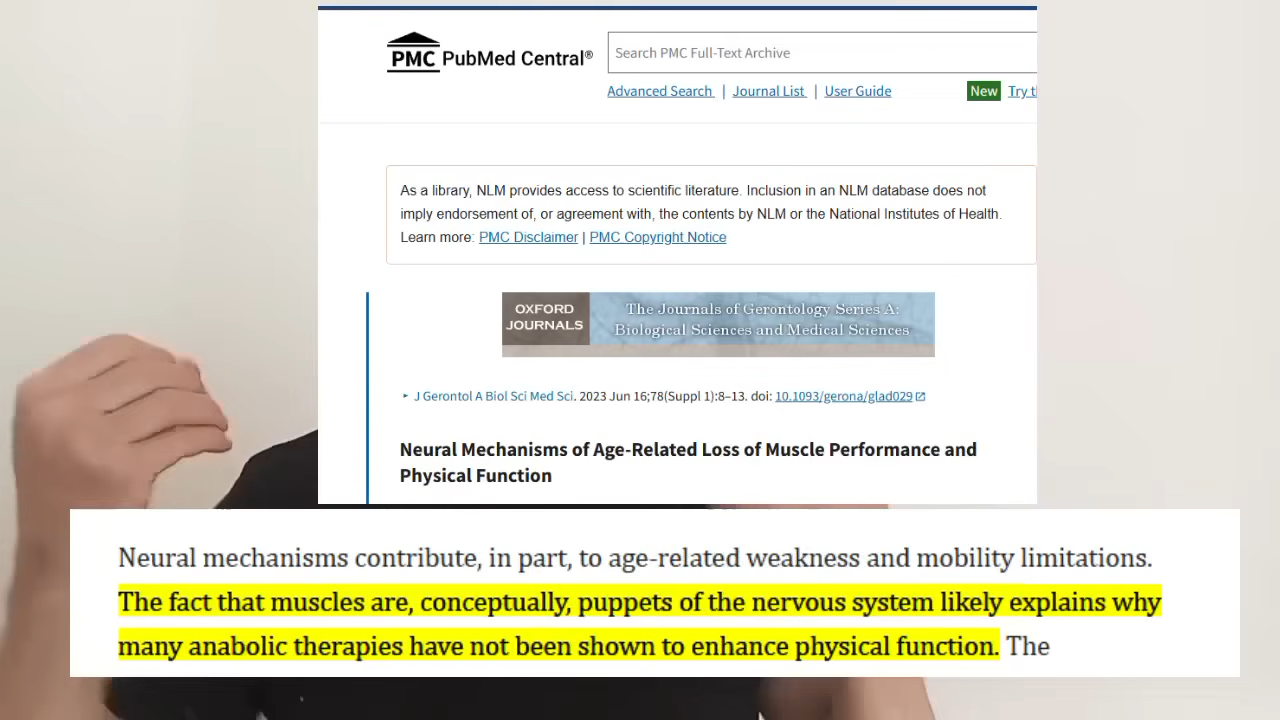 PMC PubMed Central®
Search PMC Full-Text Archive
Advanced Search | Journal List | User Guide
New Try
As a library, NLM provides access to scientific literature. Inclusion in an NLM database does not
imply endorsement of, or agreement with, the contents by NLM or the National Institutes of Health.
Learn more: PMC Disclaimer | PMC Copyright Notice
OXFORD
JOURNALS
The Journals of Gerontology Series A:
Biological Sciences and Medical Sciences
J Gerontol A Biol Sci Med Sci. 2023 Jun 16;78(Suppl 1):8–13. doi: 10.1093/gerona/glad029
Neural Mechanisms of Age-Related Loss of Muscle Performance and
Physical Function
Neural mechanisms contribute, in part, to age-related weakness and mobility limitations.
The fact that muscles are, conceptually, puppets of the nervous system likely explains why
many anabolic therapies have not been shown to enhance physical function. The